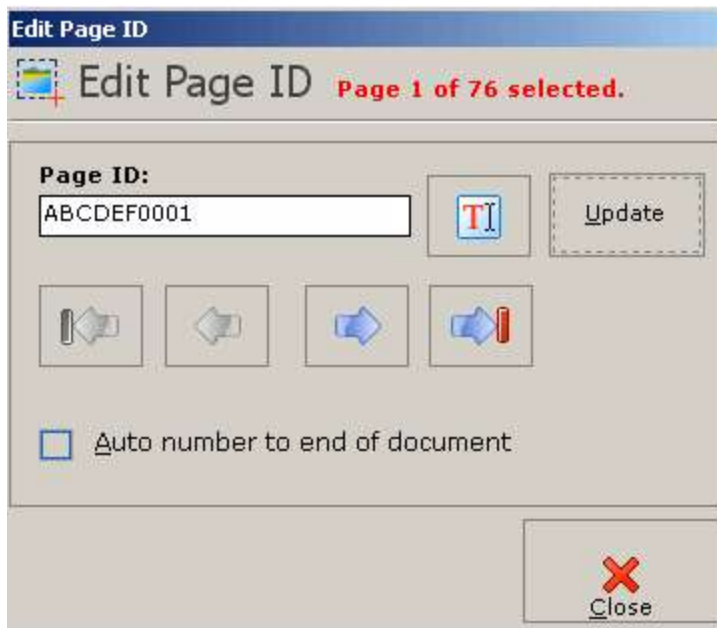 Edit Page ID
Edit Page ID Page 1 of 76 selected.
Page ID:
ABCDEF0001
T
Update
Auto number to end of document
Close